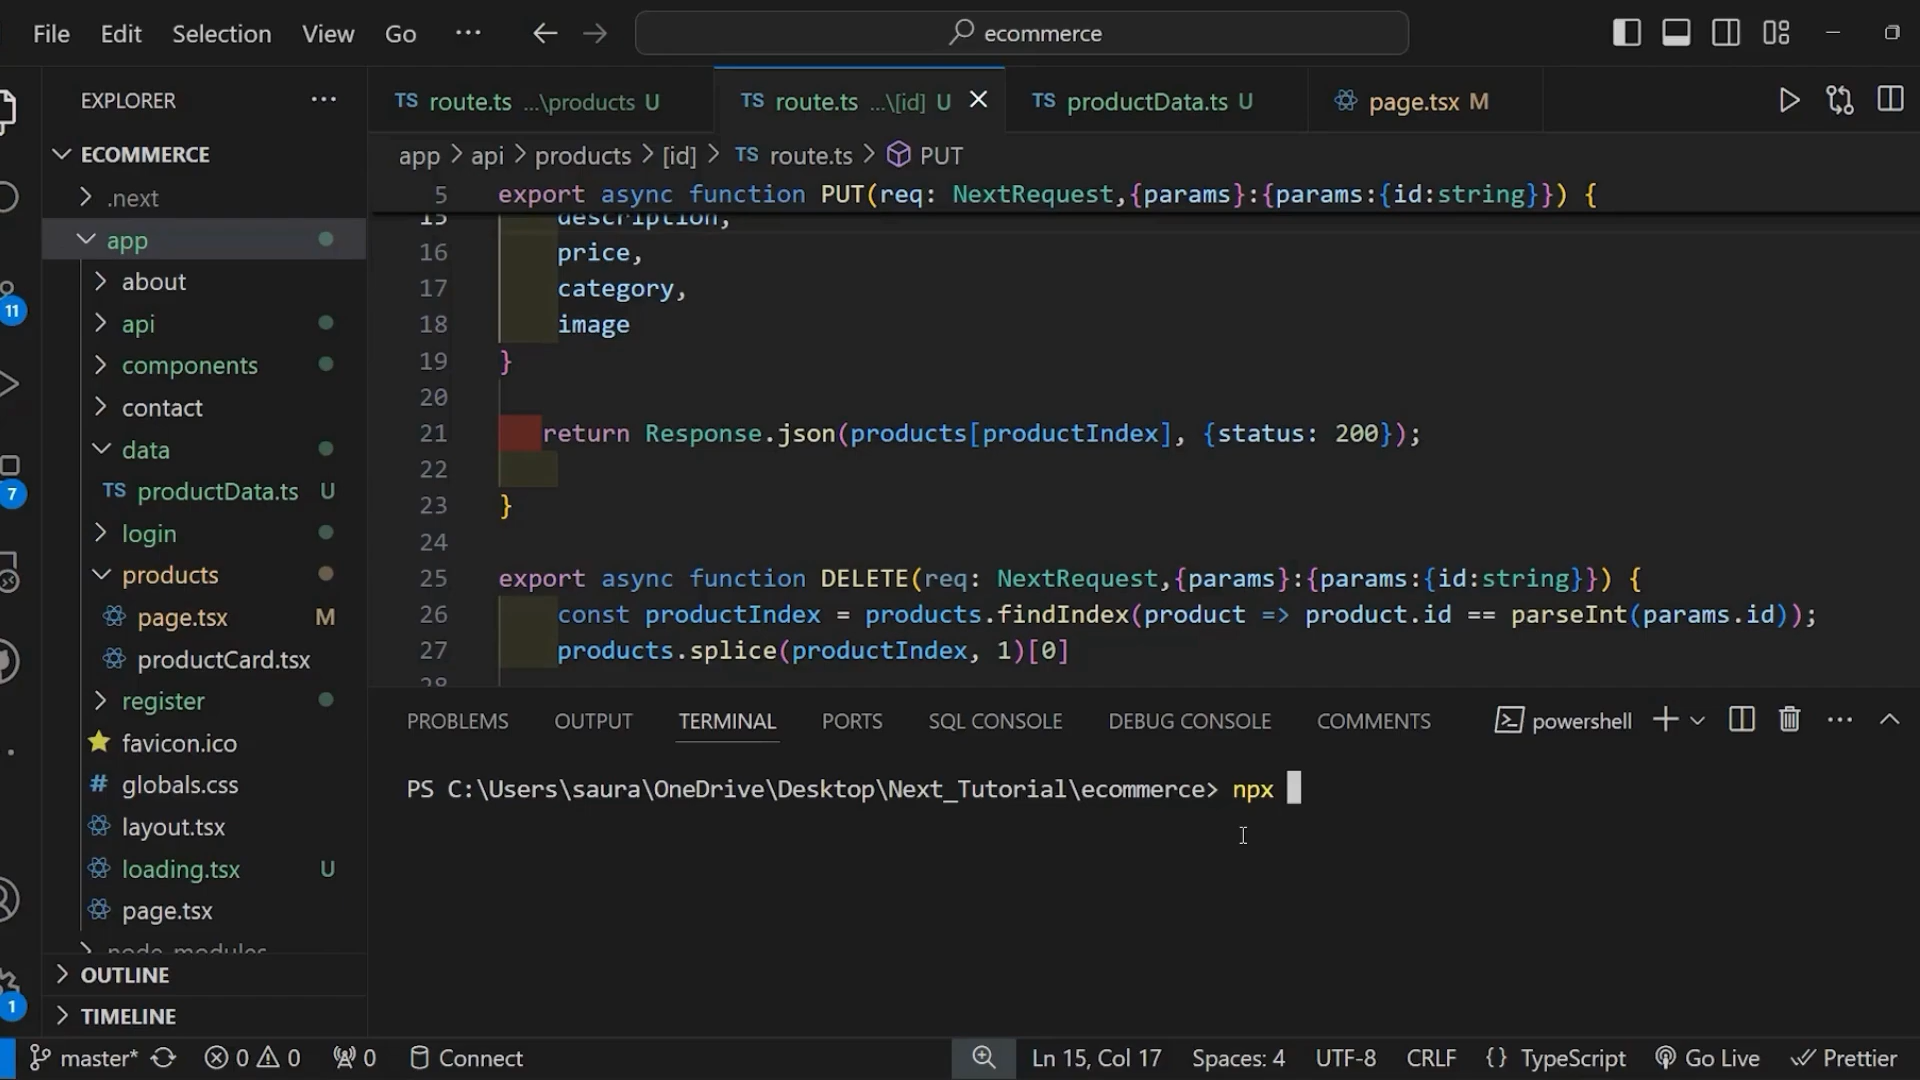 File Edit Selection View Go ··· ecommerce
EXPLORER ···
ECOMMERCE
.next
app
about
api
components
contact
data
TS productData.ts U
login
products
page.tsx M
productCard.tsx
register
favicon.ico
# globals.css
layout.tsx
loading.tsx U
page.tsx
node_modules
OUTLINE
TIMELINE
11
7
1
TS route.ts ...\products U TS route.ts ...\[id] U TS productData.ts U page.tsx M
app > api > products > [id] > TS route.ts > PUT
5 export async function PUT(req: NextRequest,{params}:{params:{id:string}}) {
15 description,
16 price,
17 category,
18 image
19 }
20
21 return Response.json(products[productIndex], {status: 200});
22
23 }
24
25 export async function DELETE(req: NextRequest,{params}:{params:{id:string}}) {
26 const productIndex = products.findIndex(product => product.id == parseInt(params.id));
27 products.splice(productIndex, 1)[0]
28
PROBLEMS OUTPUT TERMINAL PORTS SQL CONSOLE DEBUG CONSOLE COMMENTS powershell ···
PS C:\Users\saura\OneDrive\Desktop\Next_Tutorial\ecommerce> npx
master* 0 0 0 Connect Ln 15, Col 17 Spaces: 4 UTF-8 CRLF {} TypeScript Go Live Prettier